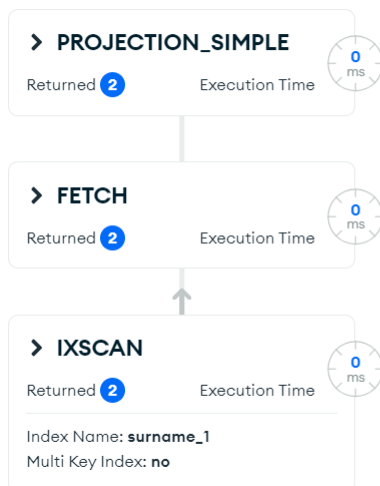 PROJECTION_SIMPLE
0
ms
Returned 2 Execution Time
FETCH
0
ms
Returned 2 Execution Time
IXSCAN
0
ms
Returned 2 Execution Time
Index Name: surname_1
Multi Key Index: no